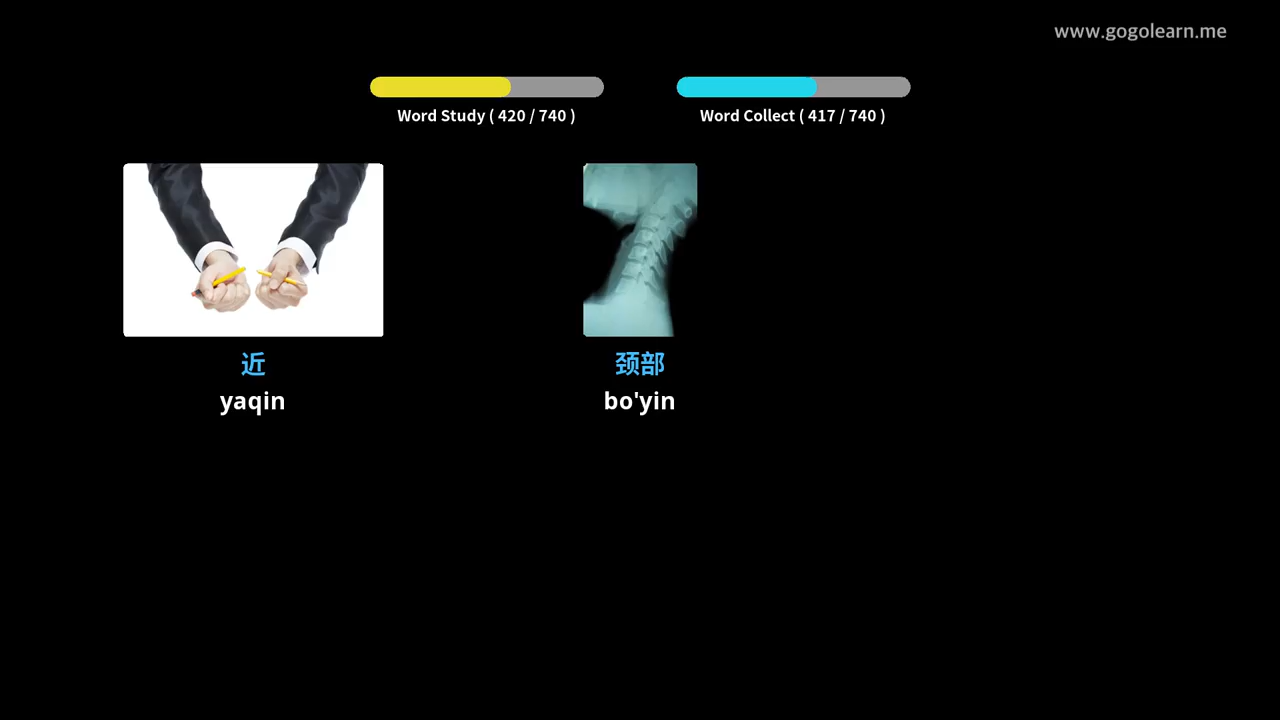 www.gogolearn.me
Word Study ( 420 / 740 )
Word Collect ( 417 / 740 )
近
yaqin
颈部
bo'yin